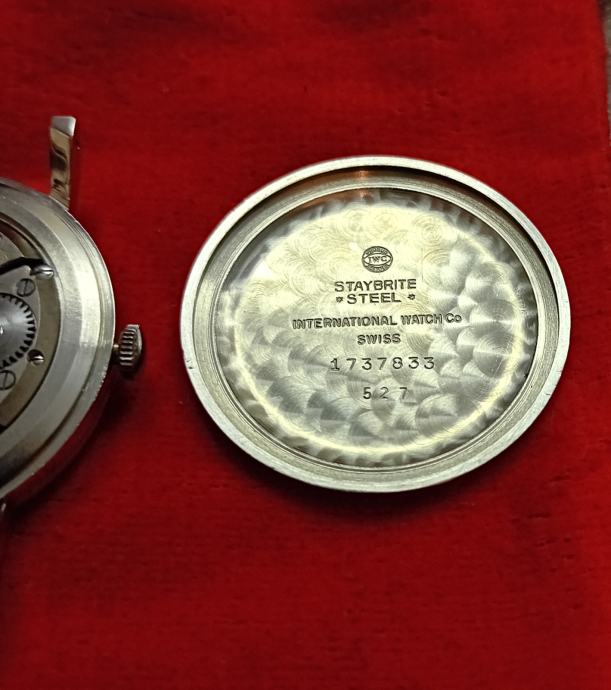 IWC
STAYBRITE
* STEEL *
INTERNATIONAL WATCH Co
SWISS
1737833
527